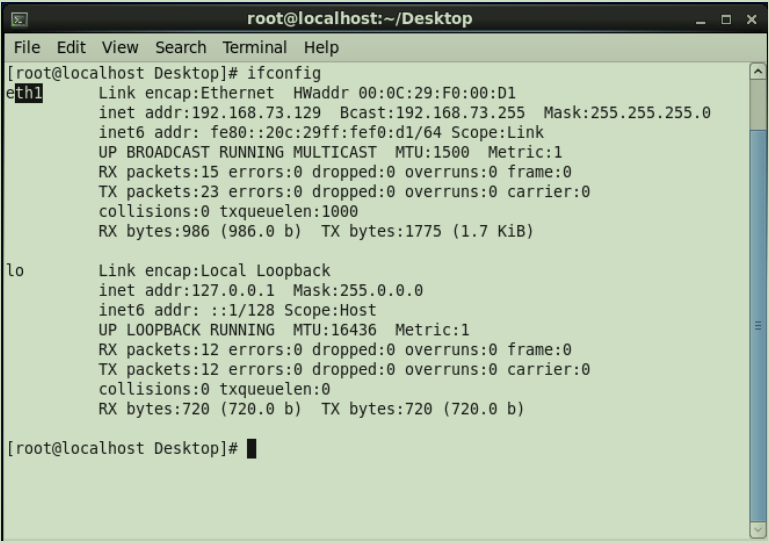 root@localhost:~/Desktop
File Edit View Search Terminal Help
[root@localhost Desktop]# ifconfig
eth1      Link encap:Ethernet  HWaddr 00:0C:29:F0:00:D1
          inet addr:192.168.73.129  Bcast:192.168.73.255  Mask:255.255.255.0
          inet6 addr: fe80::20c:29ff:fef0:d1/64 Scope:Link
          UP BROADCAST RUNNING MULTICAST  MTU:1500  Metric:1
          RX packets:15 errors:0 dropped:0 overruns:0 frame:0
          TX packets:23 errors:0 dropped:0 overruns:0 carrier:0
          collisions:0 txqueuelen:1000
          RX bytes:986 (986.0 b)  TX bytes:1775 (1.7 KiB)
lo        Link encap:Local Loopback
          inet addr:127.0.0.1  Mask:255.0.0.0
          inet6 addr: ::1/128 Scope:Host
          UP LOOPBACK RUNNING  MTU:16436  Metric:1
          RX packets:12 errors:0 dropped:0 overruns:0 frame:0
          TX packets:12 errors:0 dropped:0 overruns:0 carrier:0
          collisions:0 txqueuelen:0
          RX bytes:720 (720.0 b)  TX bytes:720 (720.0 b)
[root@localhost Desktop]#